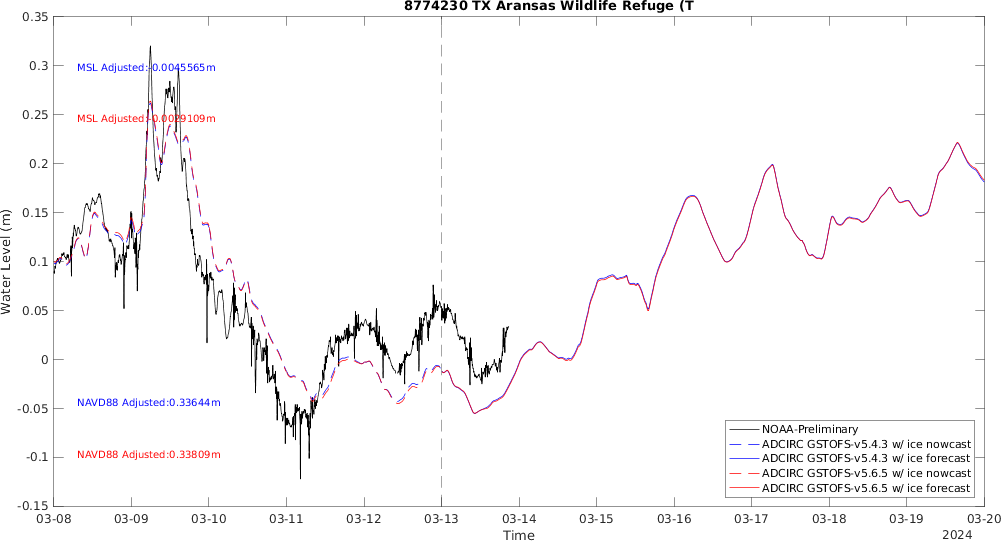 8774230 TX Aransas Wildlife Refuge (T
0.35
0.3
0.25
0.2
0.15
0.1
0.05
0
-0.05
-0.1
-0.15
Water Level (m)
MSL Adjusted:-0.0045565m
MSL Adjusted:-0.0029109m
NAVD88 Adjusted:0.33644m
NAVD88 Adjusted:0.33809m
NOAA-Preliminary
ADCIRC GSTOFS-v5.4.3 w/ ice nowcast
ADCIRC GSTOFS-v5.4.3 w/ ice forecast
ADCIRC GSTOFS-v5.6.5 w/ ice nowcast
ADCIRC GSTOFS-v5.6.5 w/ ice forecast
03-08 03-09 03-10 03-11 03-12 03-13 03-14 03-15 03-16 03-17 03-18 03-19 03-20
Time
2024